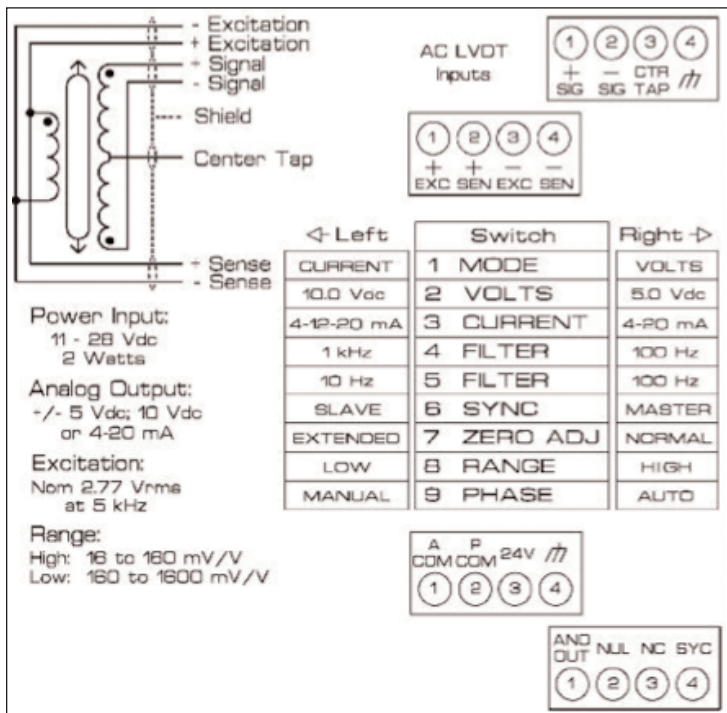 - Excitation
+ Excitation
+ Signal
- Signal
Shield
Center Tap
+ Sense
- Sense
AC LVDT
Inputs
1 2 3 4
+ − CTR
SIG SIG TAP
1 2 3 4
+ + − −
EXC SEN EXC SEN
Left Switch Right
CURRENT 1 MODE VOLTS
10.0 Vdc 2 VOLTS 5.0 Vdc
4-12-20 mA 3 CURRENT 4-20 mA
1 kHz 4 FILTER 100 Hz
10 Hz 5 FILTER 100 Hz
SLAVE 6 SYNC MASTER
EXTENDED 7 ZERO ADJ NORMAL
LOW 8 RANGE HIGH
MANUAL 9 PHASE AUTO
Power Input:
11 - 28 Vdc
2 Watts
Analog Output:
+/- 5 Vdc; 10 Vdc
or 4-20 mA
Excitation:
Nom 2.77 Vrms
at 5 kHz
Range:
High: 16 to 160 mV/V
Low: 160 to 1600 mV/V
A P
COM COM 24V
1 2 3 4
ANO
OUT NUL NC SYC
1 2 3 4